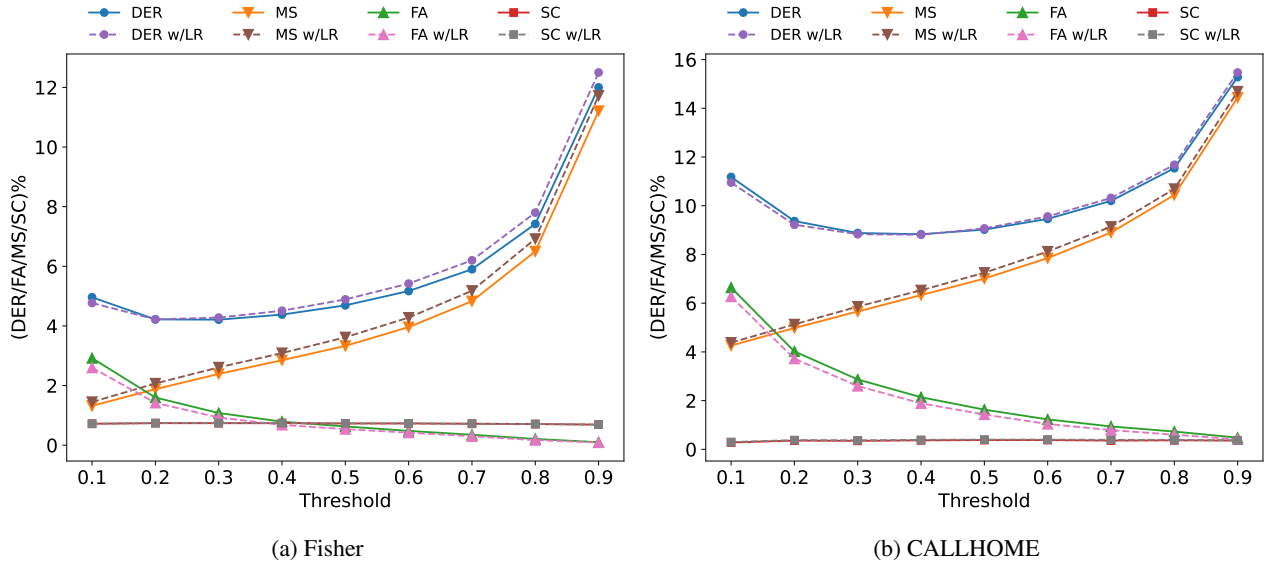 DER MS FA SC
DER w/LR MS w/LR FA w/LR SC w/LR
(DER/FA/MS/SC)%
12
10
8
6
4
2
0
0.1 0.2 0.3 0.4 0.5 0.6 0.7 0.8 0.9
Threshold
(a) Fisher
DER MS FA SC
DER w/LR MS w/LR FA w/LR SC w/LR
(DER/FA/MS/SC)%
16
14
12
10
8
6
4
2
0
0.1 0.2 0.3 0.4 0.5 0.6 0.7 0.8 0.9
Threshold
(b) CALLHOME